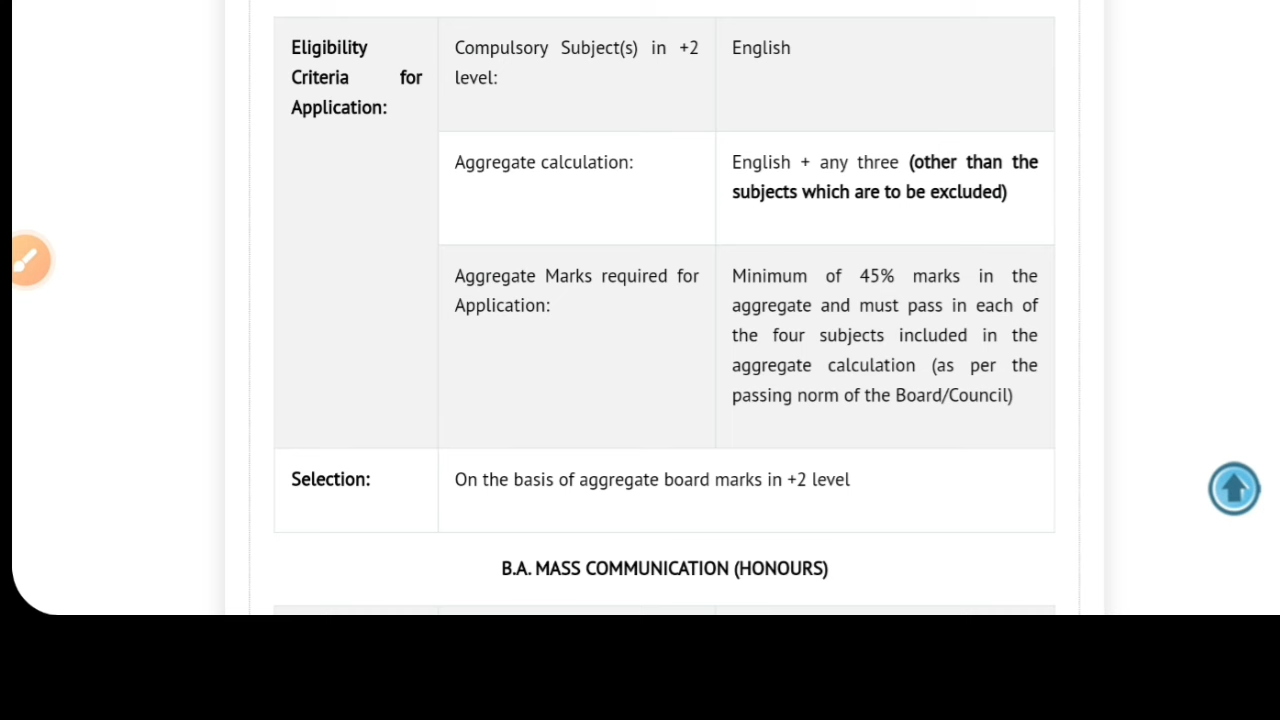 Eligibility
Criteria for
Application:
Compulsory Subject(s) in +2
level:
English
Aggregate calculation:
English + any three (other than the
subjects which are to be excluded)
Aggregate Marks required for
Application:
Minimum of 45% marks in the
aggregate and must pass in each of
the four subjects included in the
aggregate calculation (as per the
passing norm of the Board/Council)
Selection:
On the basis of aggregate board marks in +2 level
B.A. MASS COMMUNICATION (HONOURS)